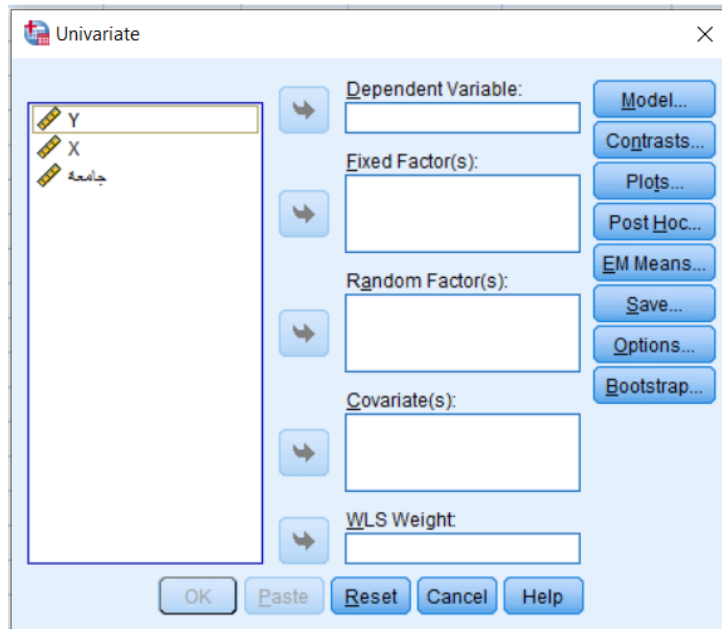 Univariate
Y
X
جامعة
Dependent Variable:
Fixed Factor(s):
Random Factor(s):
Covariate(s):
WLS Weight:
Model...
Contrasts...
Plots...
Post Hoc...
EM Means...
Save...
Options...
Bootstrap...
OK
Paste
Reset
Cancel
Help